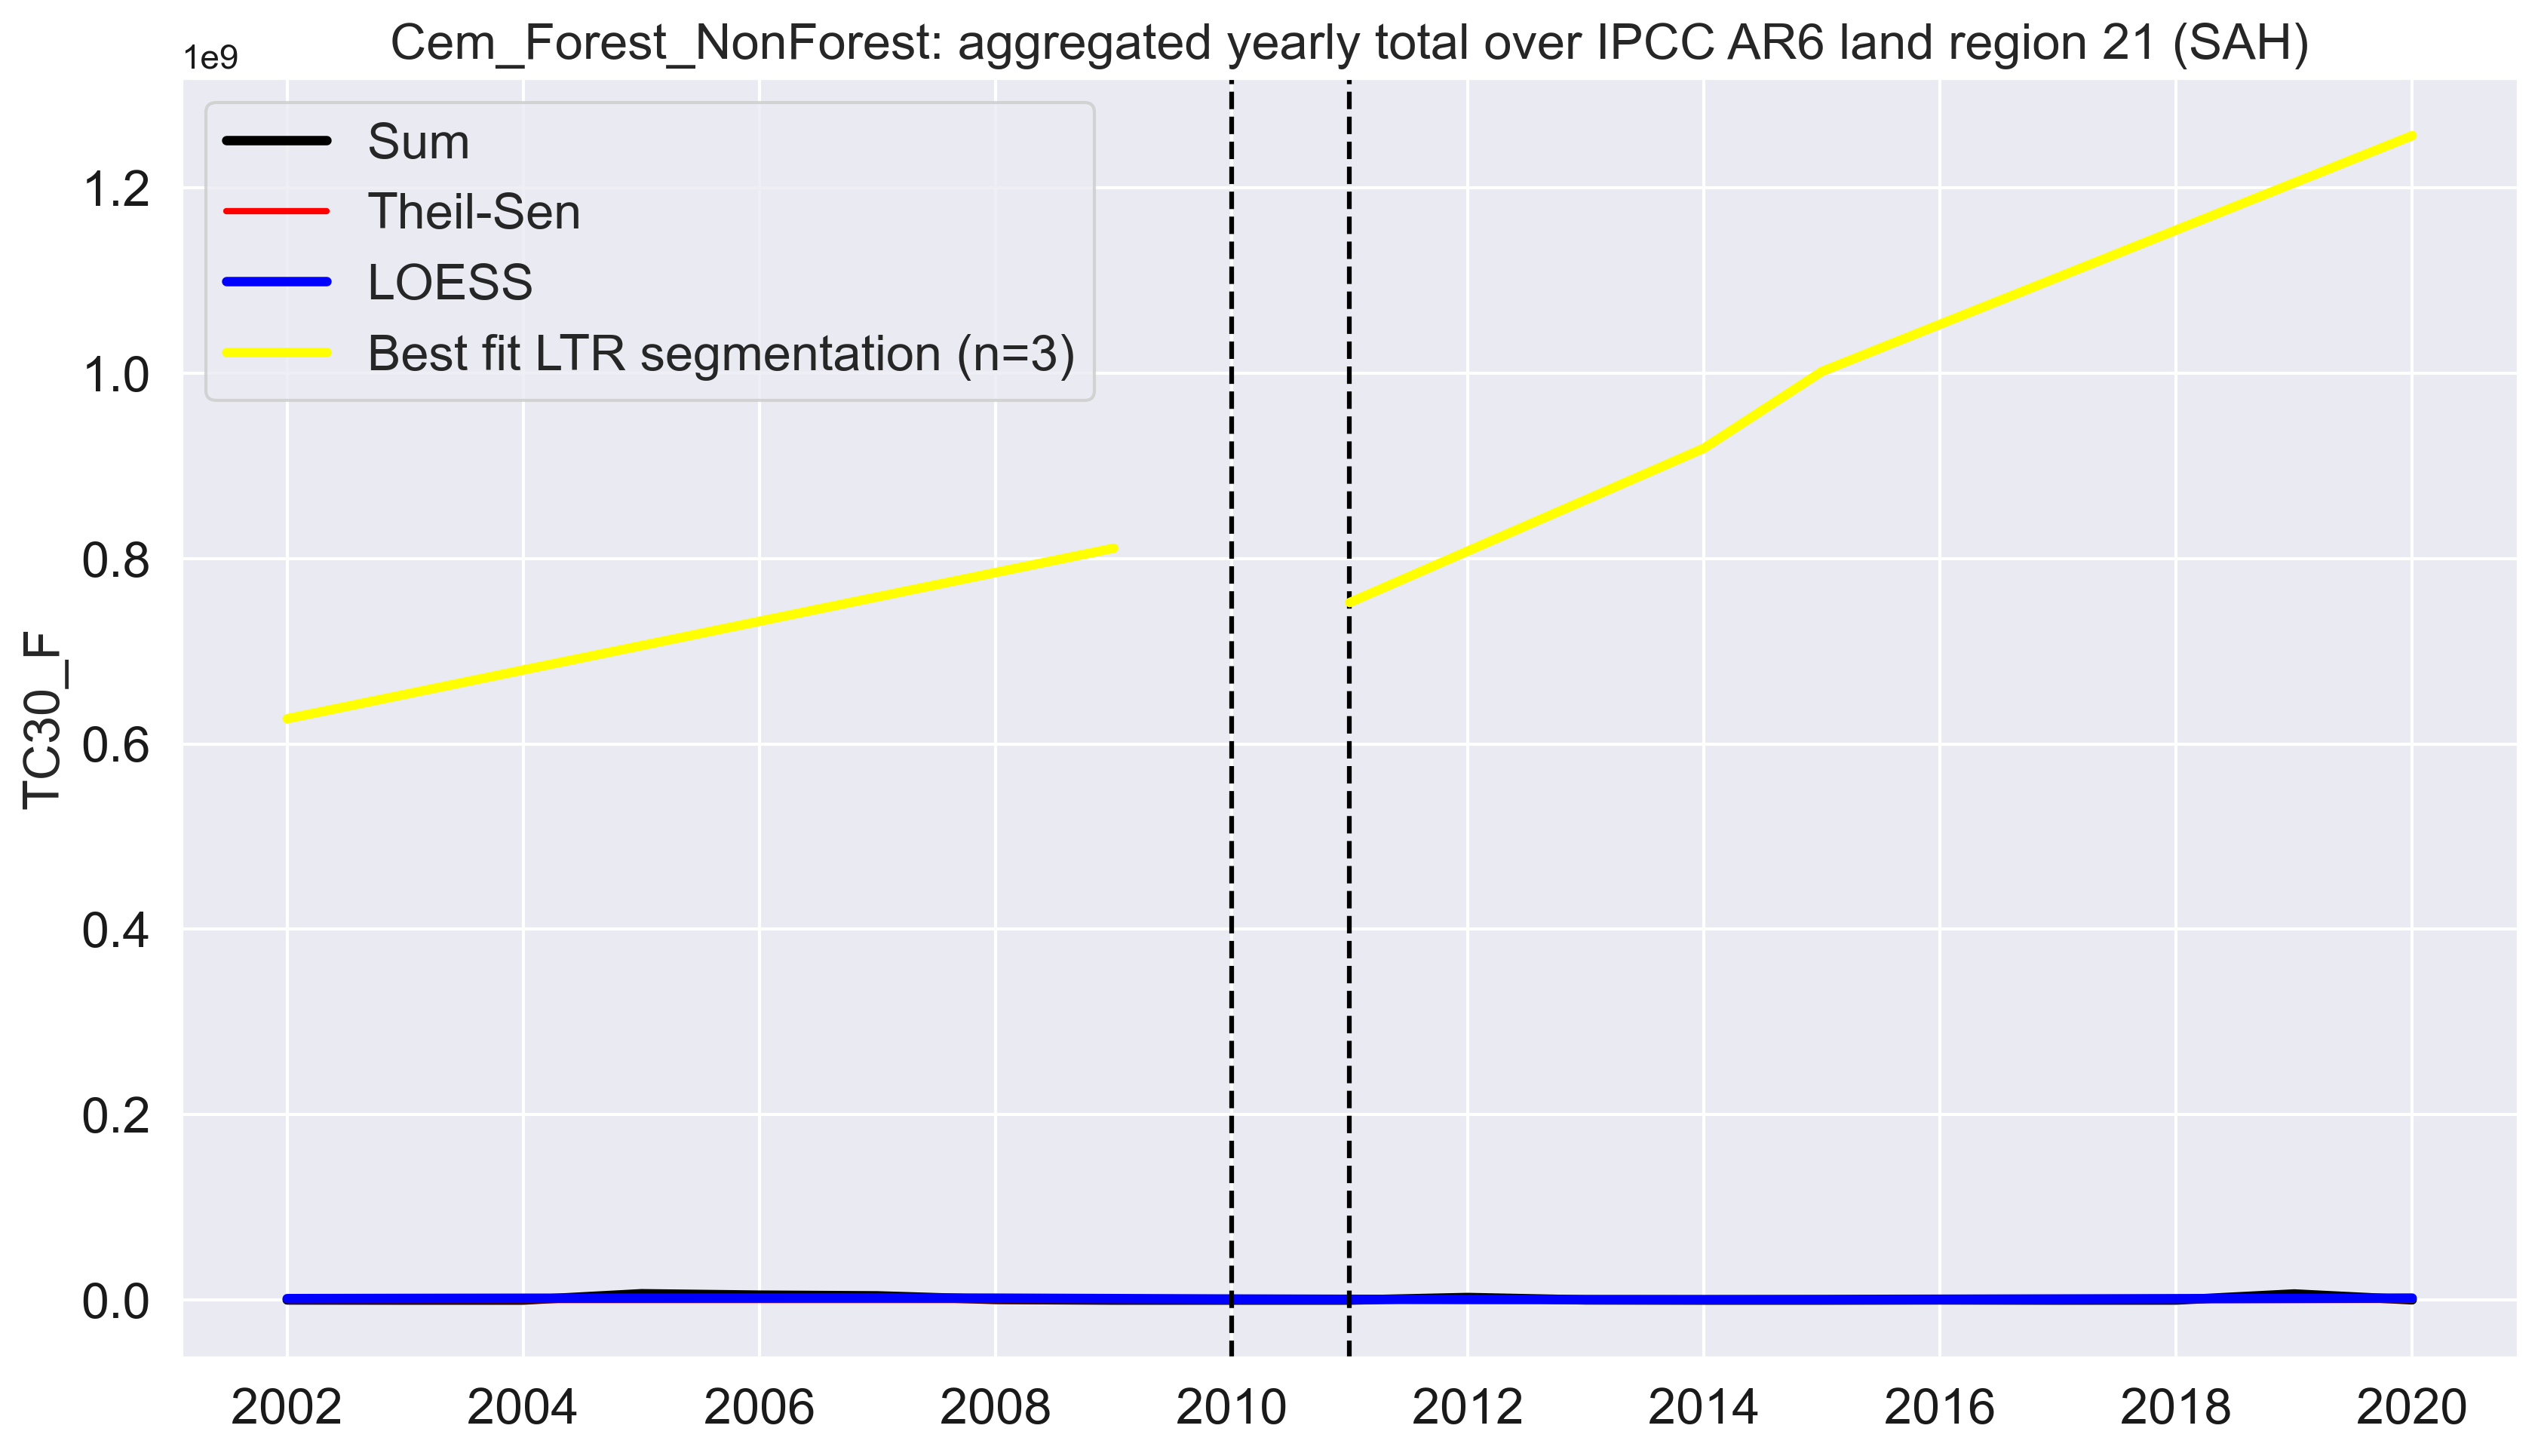 Cem_Forest_NonForest: aggregated yearly total over IPCC AR6 land region 21 (SAH)
1e9
Sum
Theil-Sen
LOESS
Best fit LTR segmentation (n=3)
1.2
1.0
0.8
0.6
0.4
0.2
0.0
TC30_F
2002 2004 2006 2008 2010 2012 2014 2016 2018 2020